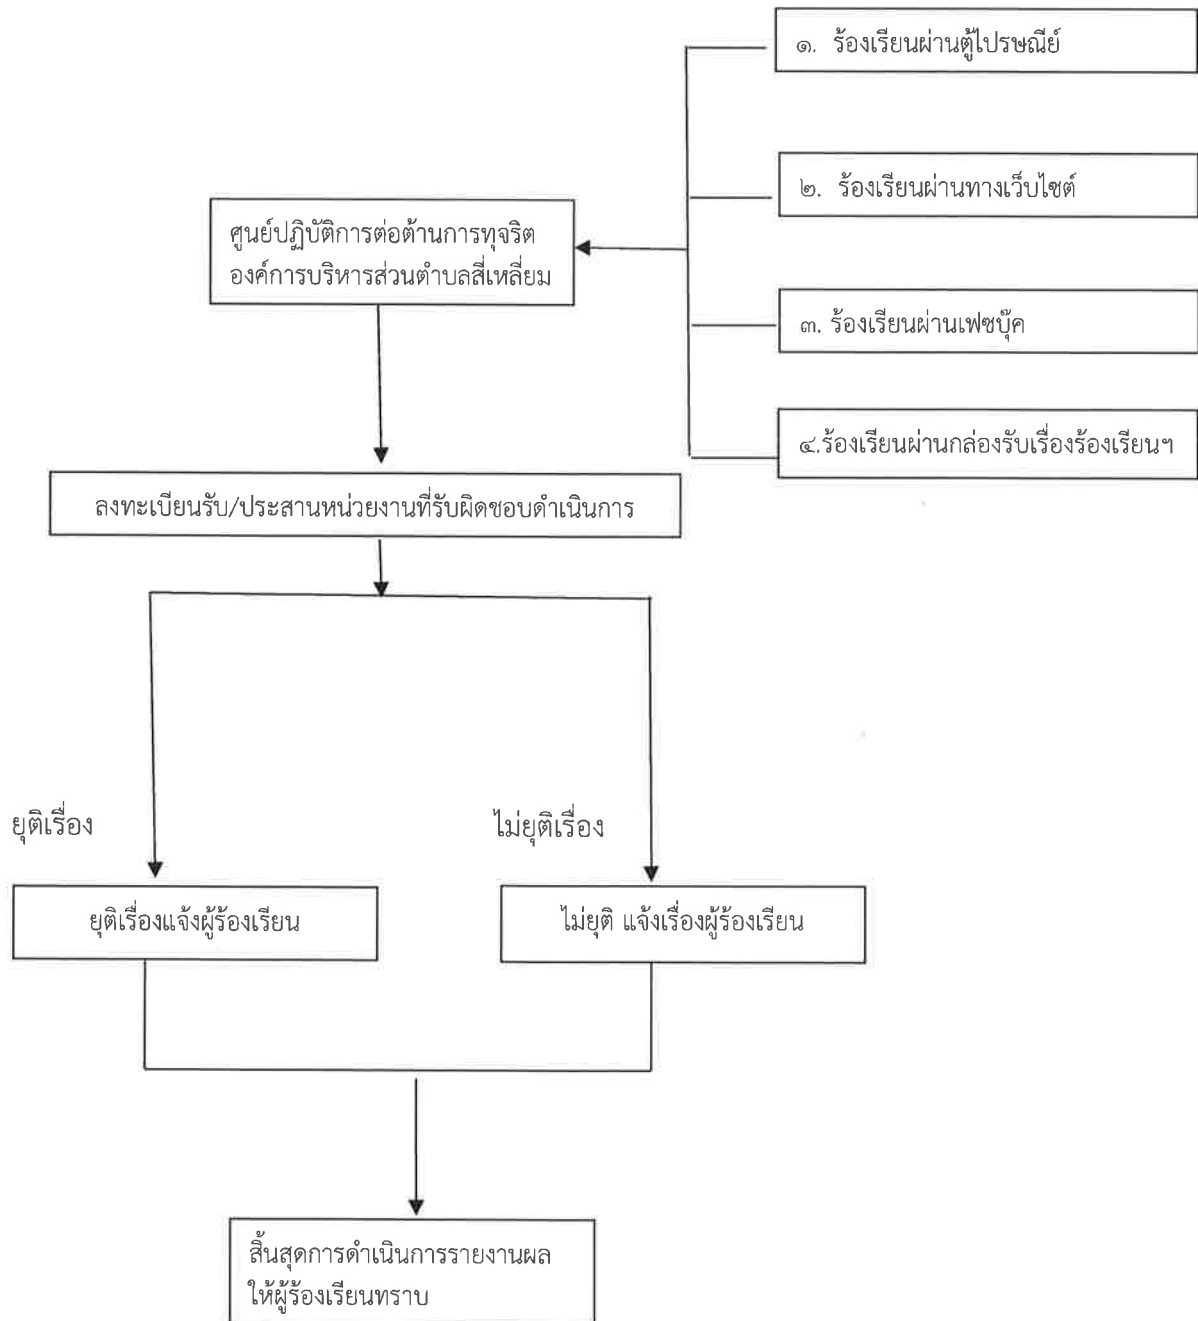 ๑. ร้องเรียนผ่านตู้ไปรษณีย์
๒. ร้องเรียนผ่านทางเว็บไซต์
ศูนย์ปฏิบัติการต่อต้านการทุจริต
องค์การบริหารส่วนตำบลสี่เหลี่ยม
๓. ร้องเรียนผ่านเฟซบุ๊ค
๔.ร้องเรียนผ่านกล่องรับเรื่องร้องเรียนฯ
ลงทะเบียนรับ/ประสานหน่วยงานที่รับผิดชอบดำเนินการ
ยุติเรื่อง
ไม่ยุติเรื่อง
ยุติเรื่องแจ้งผู้ร้องเรียน
ไม่ยุติ แจ้งเรื่องผู้ร้องเรียน
สิ้นสุดการดำเนินการรายงานผล
ให้ผู้ร้องเรียนทราบ